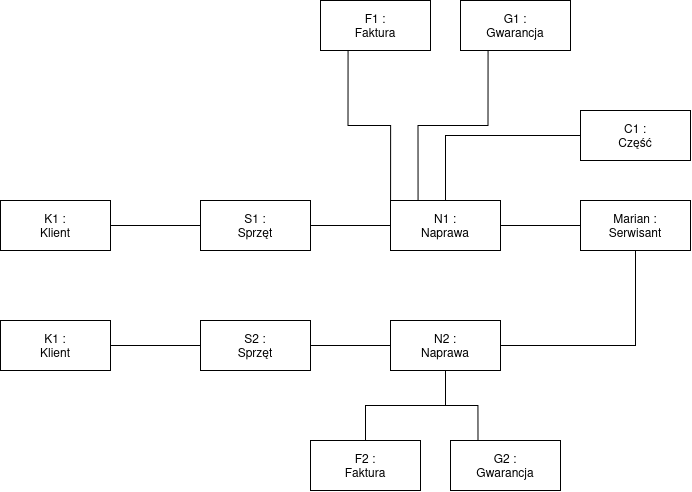 F1 :
Faktura
G1 :
Gwarancja
C1 :
Część
K1 :
Klient
S1 :
Sprzęt
N1 :
Naprawa
Marian :
Serwisant
K1 :
Klient
S2 :
Sprzęt
N2 :
Naprawa
F2 :
Faktura
G2 :
Gwarancja